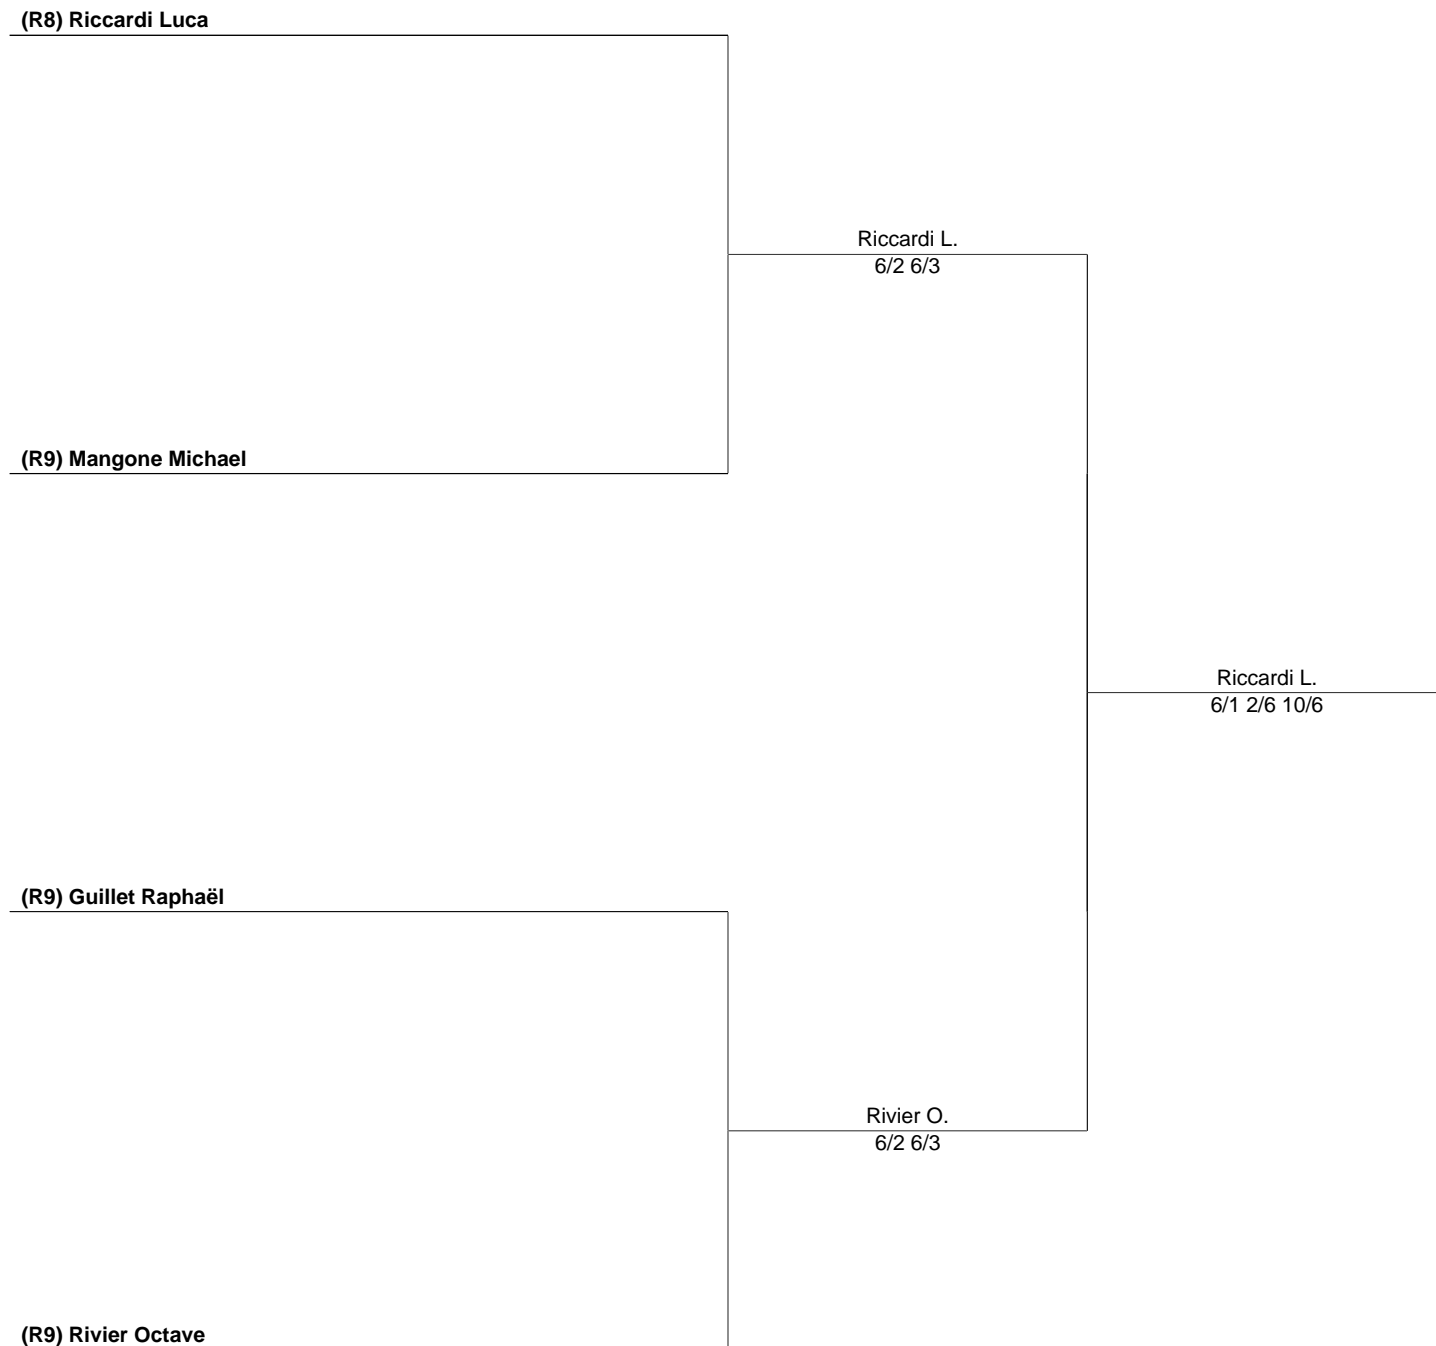 (R8) Riccardi Luca
Riccardi L.
6/2 6/3
(R9) Mangone Michael
Riccardi L.
6/1 2/6 10/6
(R9) Guillet Raphaël
Rivier O.
6/2 6/3
(R9) Rivier Octave